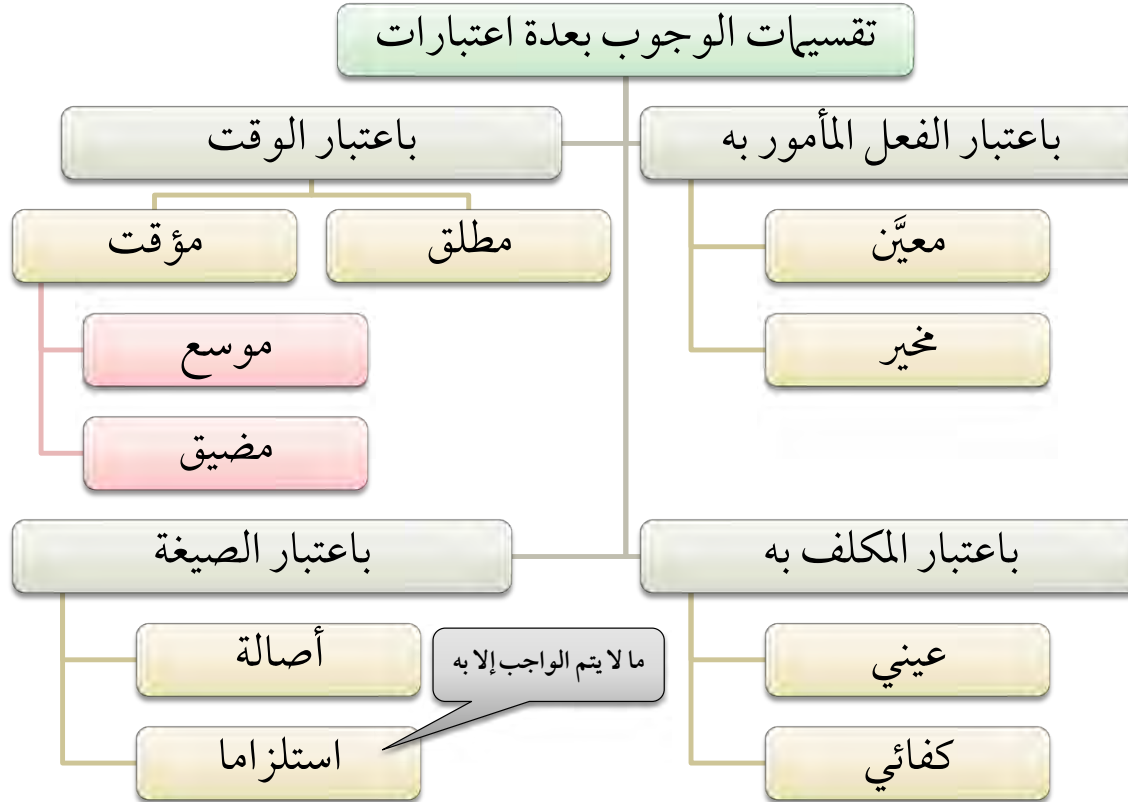 تقسيمات الوجوب بعدة اعتبارات
باعتبار الفعل المأمور به
معيَّن
مخير
باعتبار الوقت
مطلق
مؤقت
موسع
مضيق
باعتبار المكلف به
عيني
كفائي
باعتبار الصيغة
أصالة
استلزاما
ما لا يتم الواجب إلا به